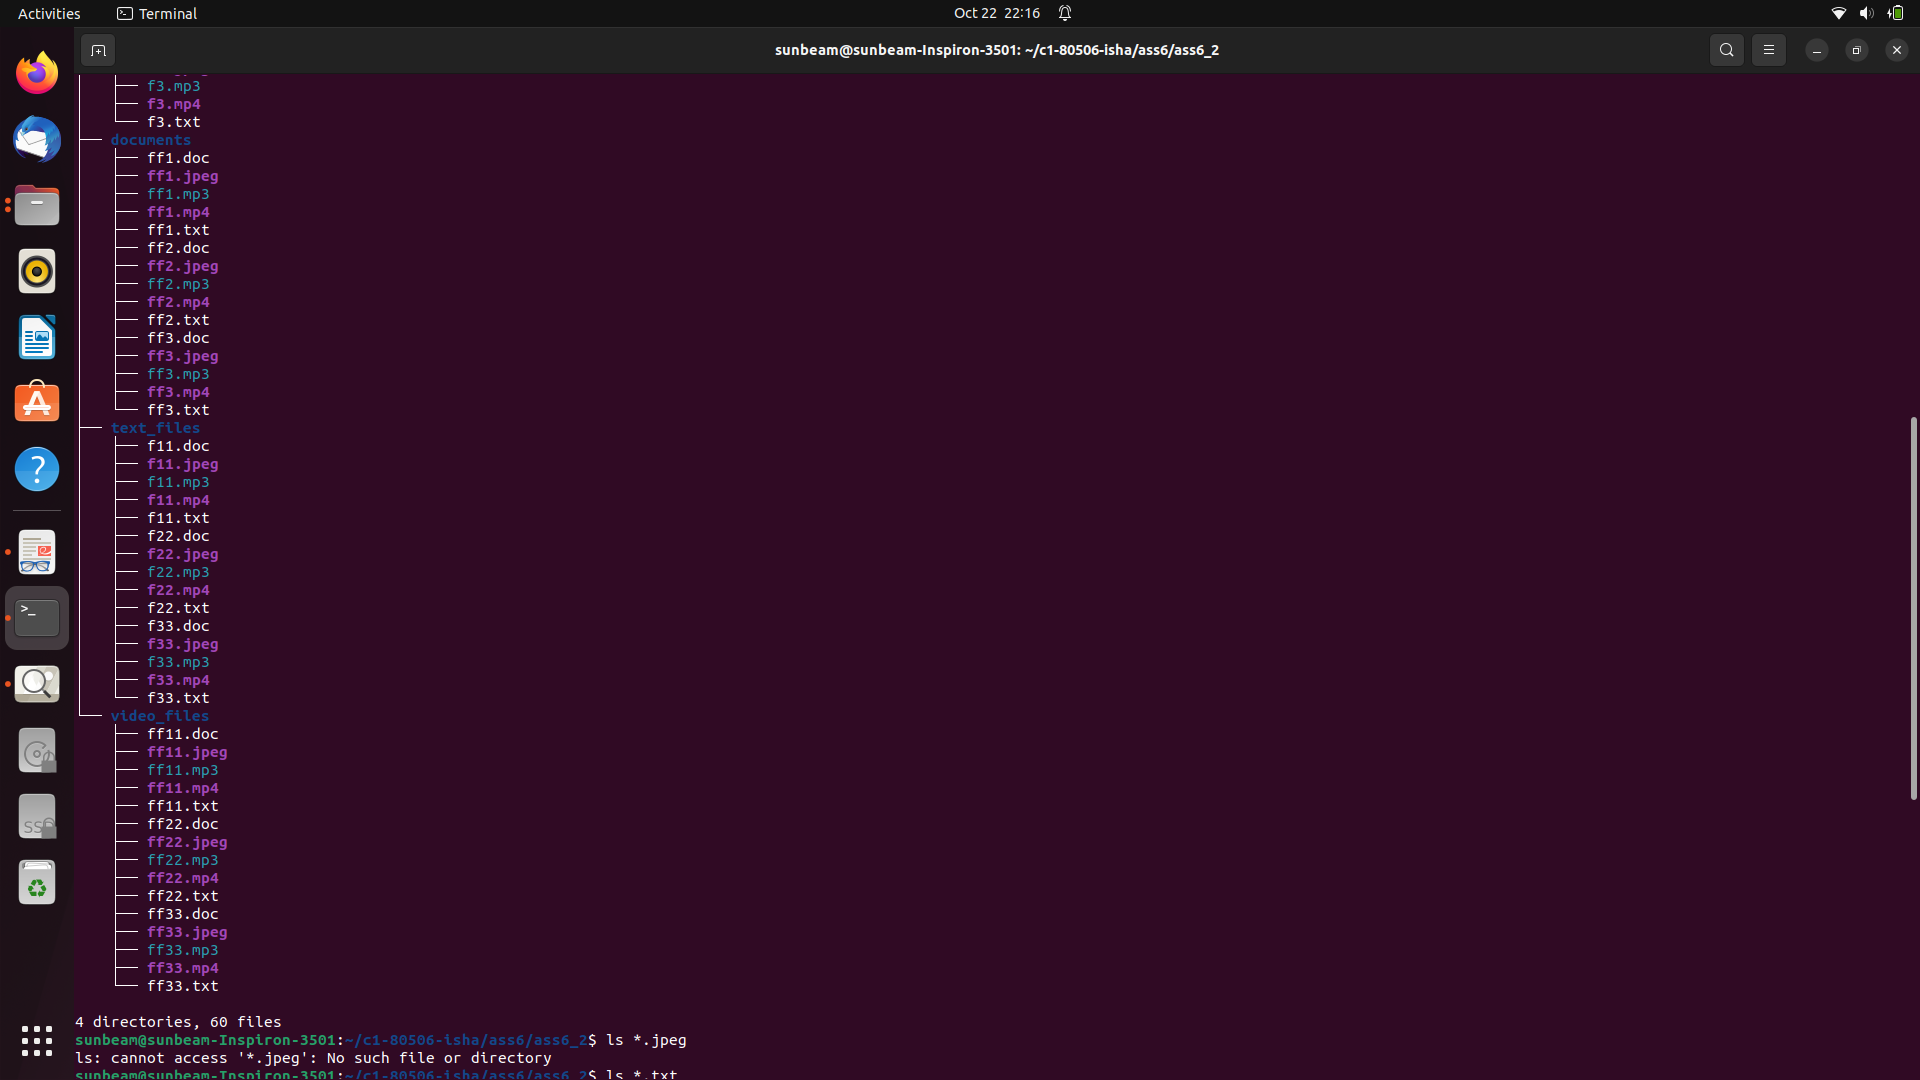 Activities
Terminal
Oct 22 22:16
sunbeam@sunbeam-Inspiron-3501: ~/c1-80506-isha/ass6/ass6_2
f3.mp3
f3.mp4
f3.txt
documents
ff1.doc
ff1.jpeg
ff1.mp3
ff1.mp4
ff1.txt
ff2.doc
ff2.jpeg
ff2.mp3
ff2.mp4
ff2.txt
ff3.doc
ff3.jpeg
ff3.mp3
ff3.mp4
ff3.txt
text_files
f11.doc
f11.jpeg
f11.mp3
f11.mp4
f11.txt
f22.doc
f22.jpeg
f22.mp3
f22.mp4
f22.txt
f33.doc
f33.jpeg
f33.mp3
f33.mp4
f33.txt
video_files
ff11.doc
ff11.jpeg
ff11.mp3
ff11.mp4
ff11.txt
ff22.doc
ff22.jpeg
ff22.mp3
ff22.mp4
ff22.txt
ff33.doc
ff33.jpeg
ff33.mp3
ff33.mp4
ff33.txt
4 directories, 60 files
sunbeam@sunbeam-Inspiron-3501:~/c1-80506-isha/ass6/ass6_2$ ls *.jpeg
ls: cannot access '*.jpeg': No such file or directory
sunbeam@sunbeam-Inspiron-3501:~/c1-80506-isha/ass6/ass6_2$ ls *.txt